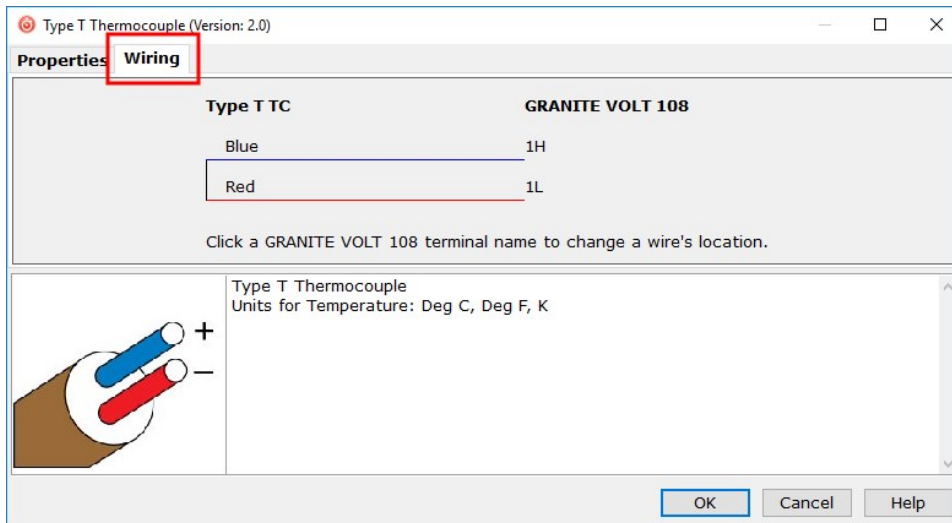 Type T Thermocouple (Version: 2.0)
Properties Wiring
Type T TC GRANITE VOLT 108
Blue 1H
Red 1L
Click a GRANITE VOLT 108 terminal name to change a wire's location.
Type T Thermocouple
Units for Temperature: Deg C, Deg F, K
+
–
OK Cancel Help